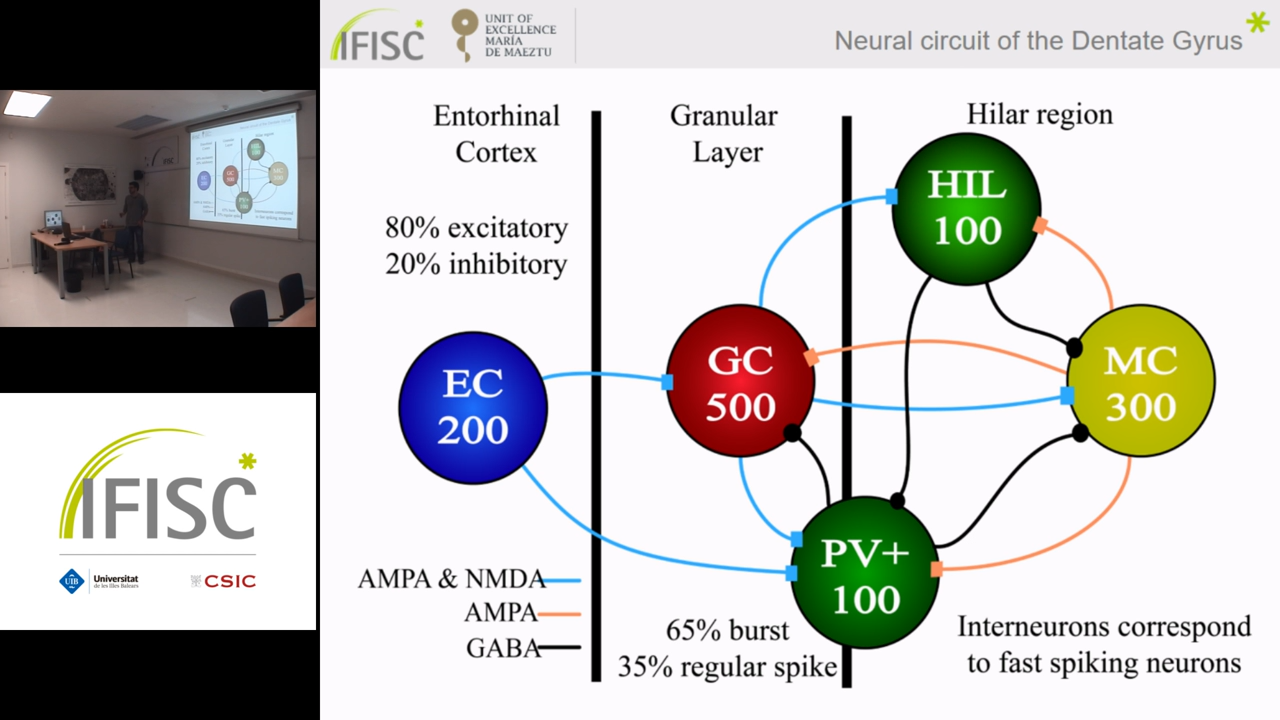 IFISC
UNIT OF
EXCELLENCE
MARÍA
DE MAEZTU
Neural circuit of the Dentate Gyrus
Entorhinal
Cortex
Granular
Layer
Hilar region
80% excitatory
20% inhibitory
HIL
100
GC
500
MC
300
EC
200
PV+
100
AMPA & NMDA
AMPA
GABA
65% burst
35% regular spike
Interneurons correspond
to fast spiking neurons
IFISC
UIB
Universitat
de les Illes Balears
CSIC